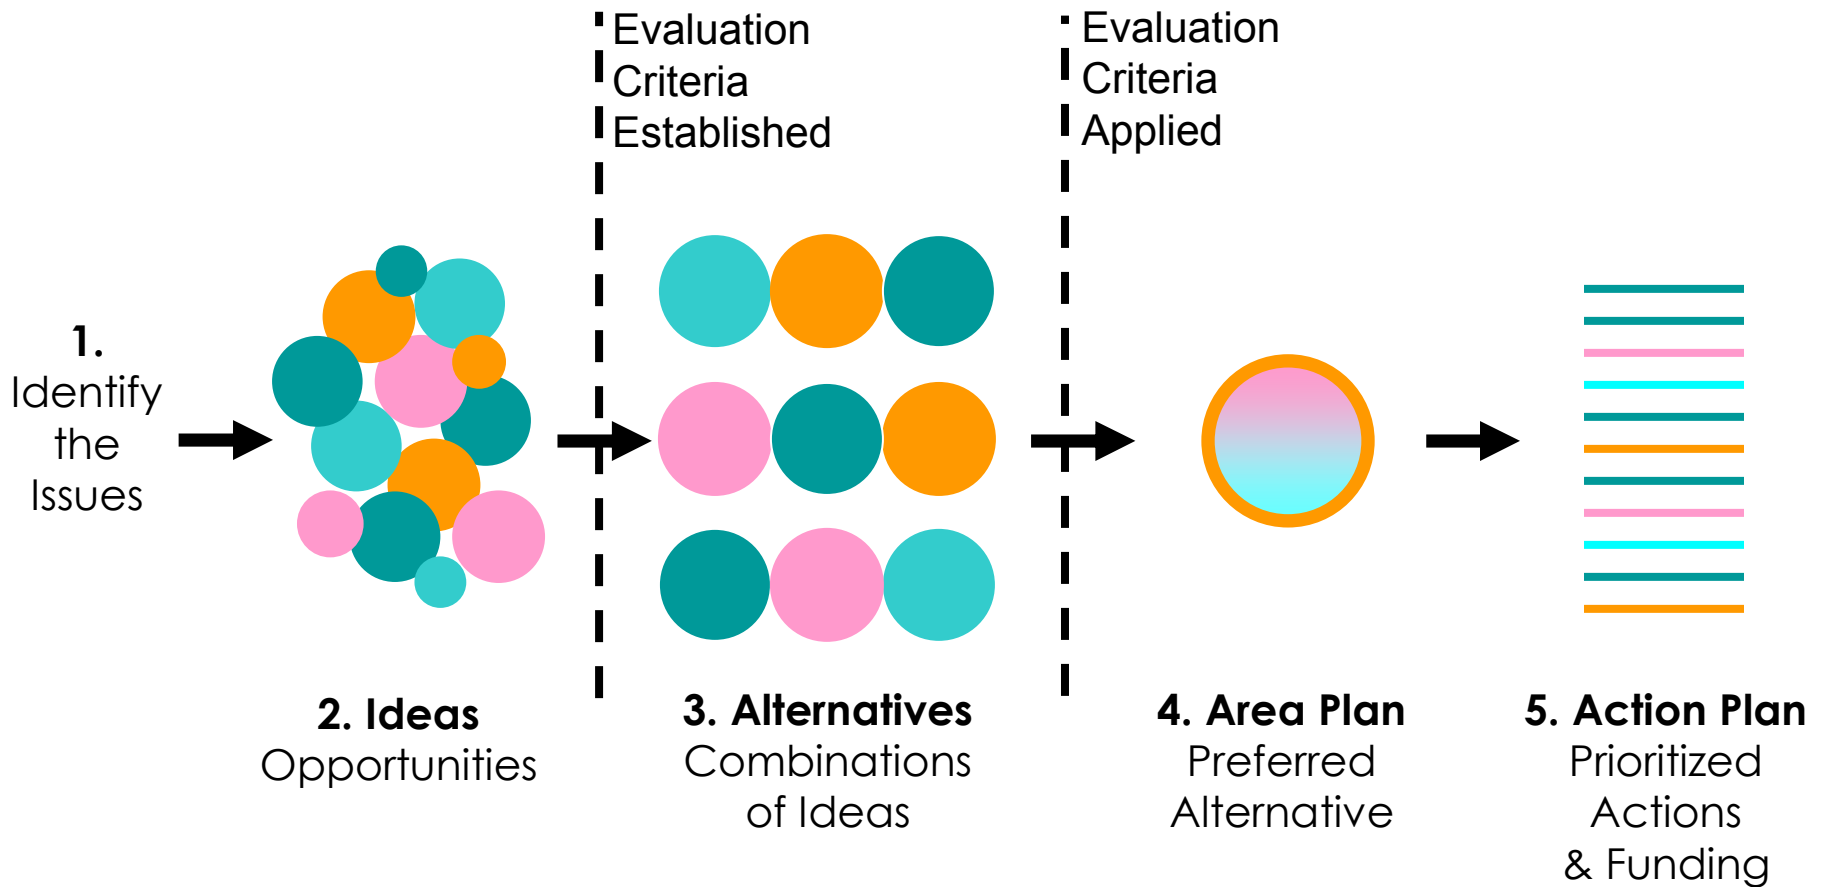 Evaluation
Criteria
Established
Evaluation
Criteria
Applied
1.
Identify
the
Issues
2. Ideas
Opportunities
3. Alternatives
Combinations
of Ideas
4. Area Plan
Preferred
Alternative
5. Action Plan
Prioritized
Actions
& Funding